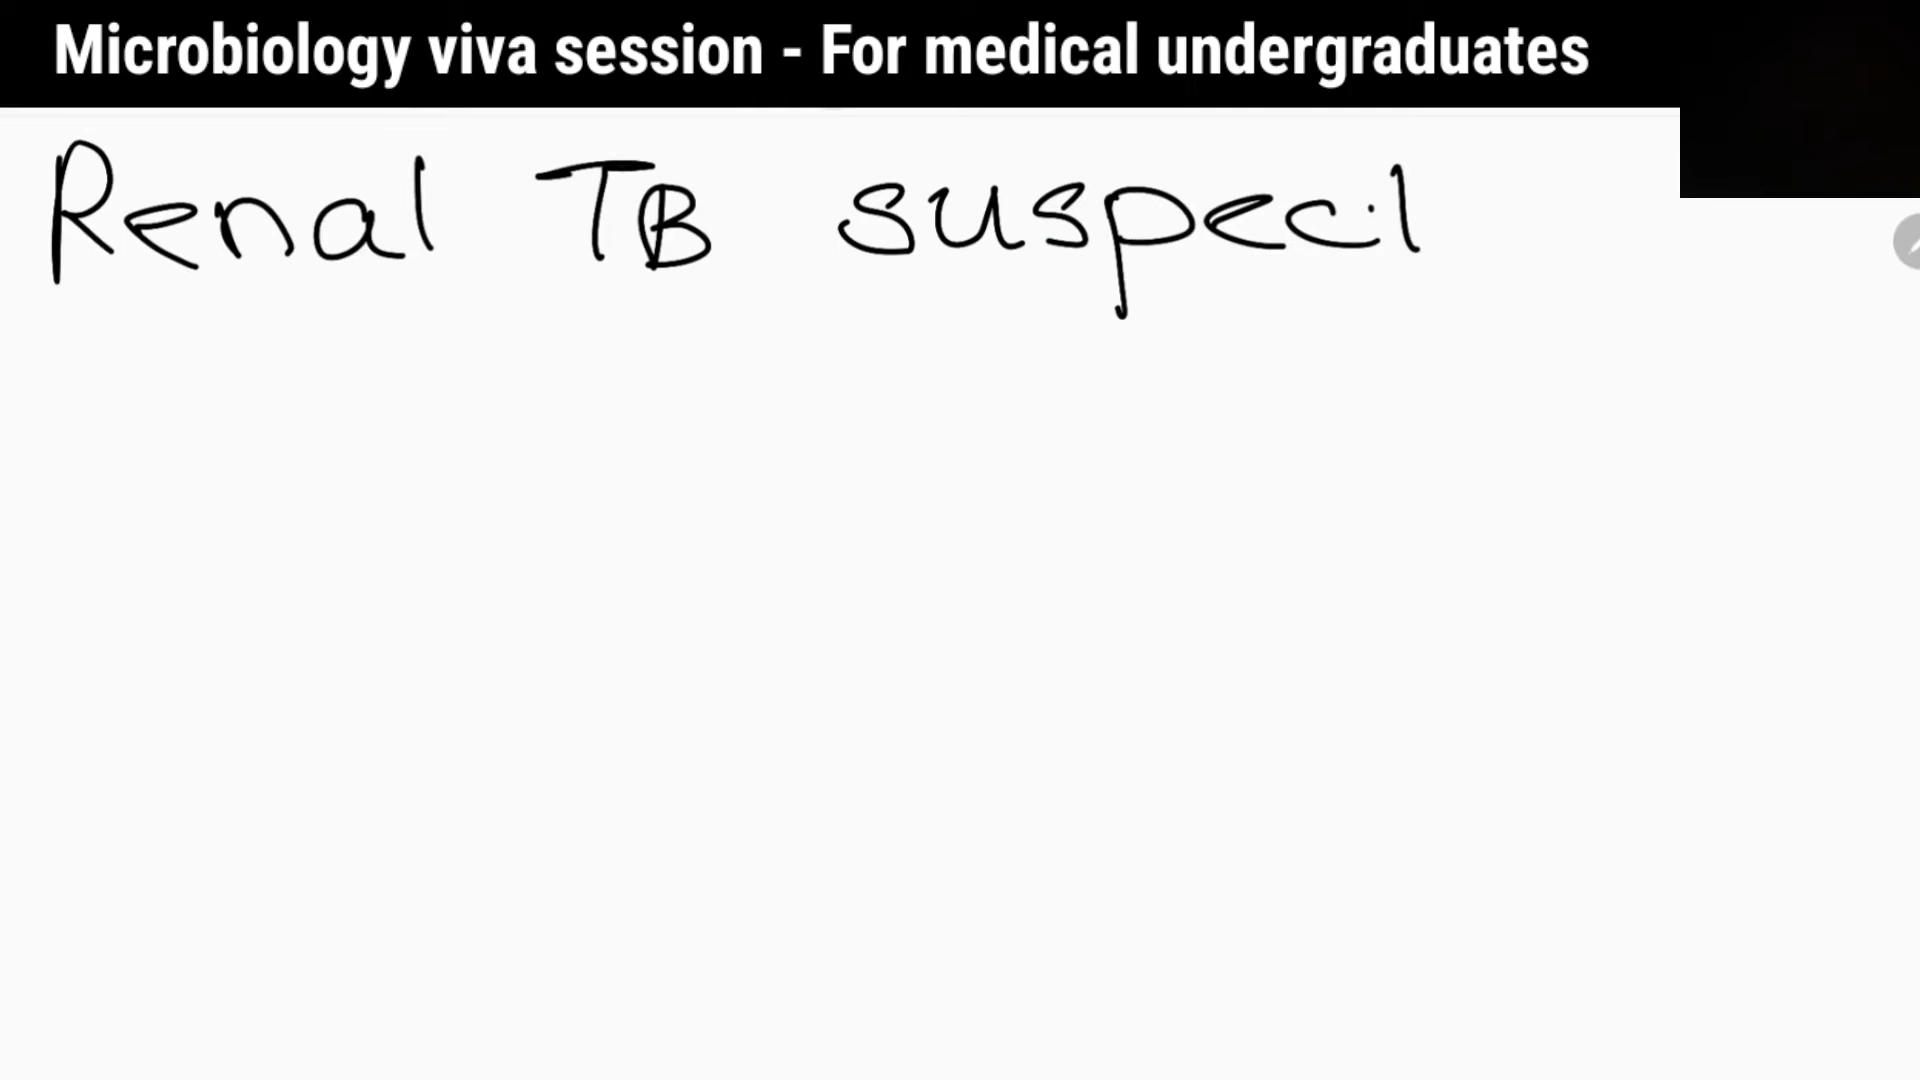 Microbiology viva session - For medical undergraduates
Renal TB suspect